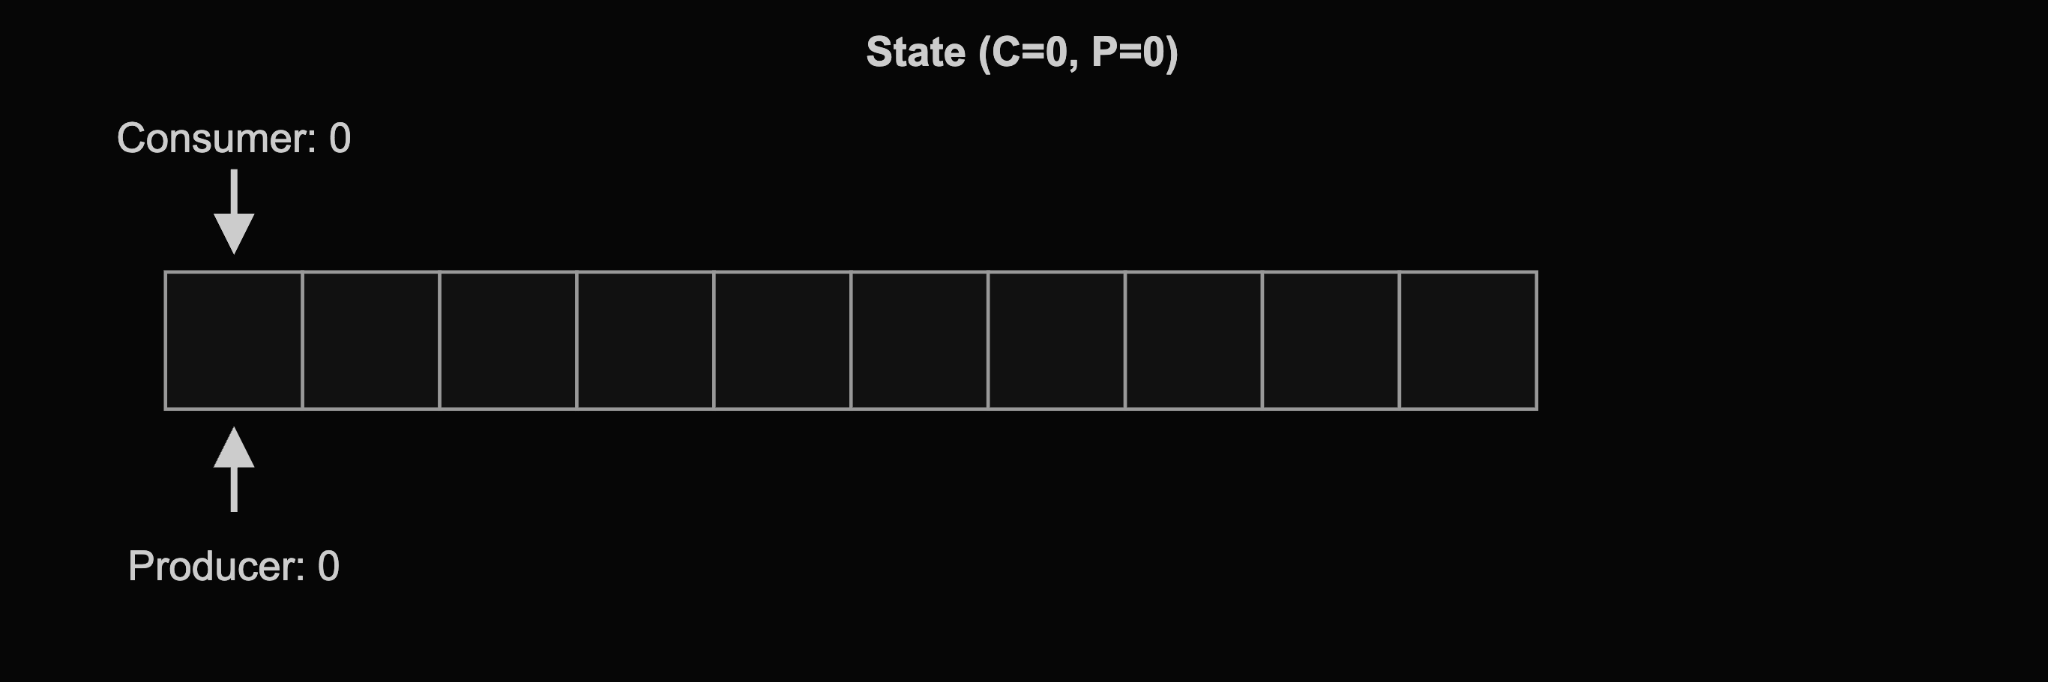 State (C=0, P=0)
Consumer: 0
Producer: 0